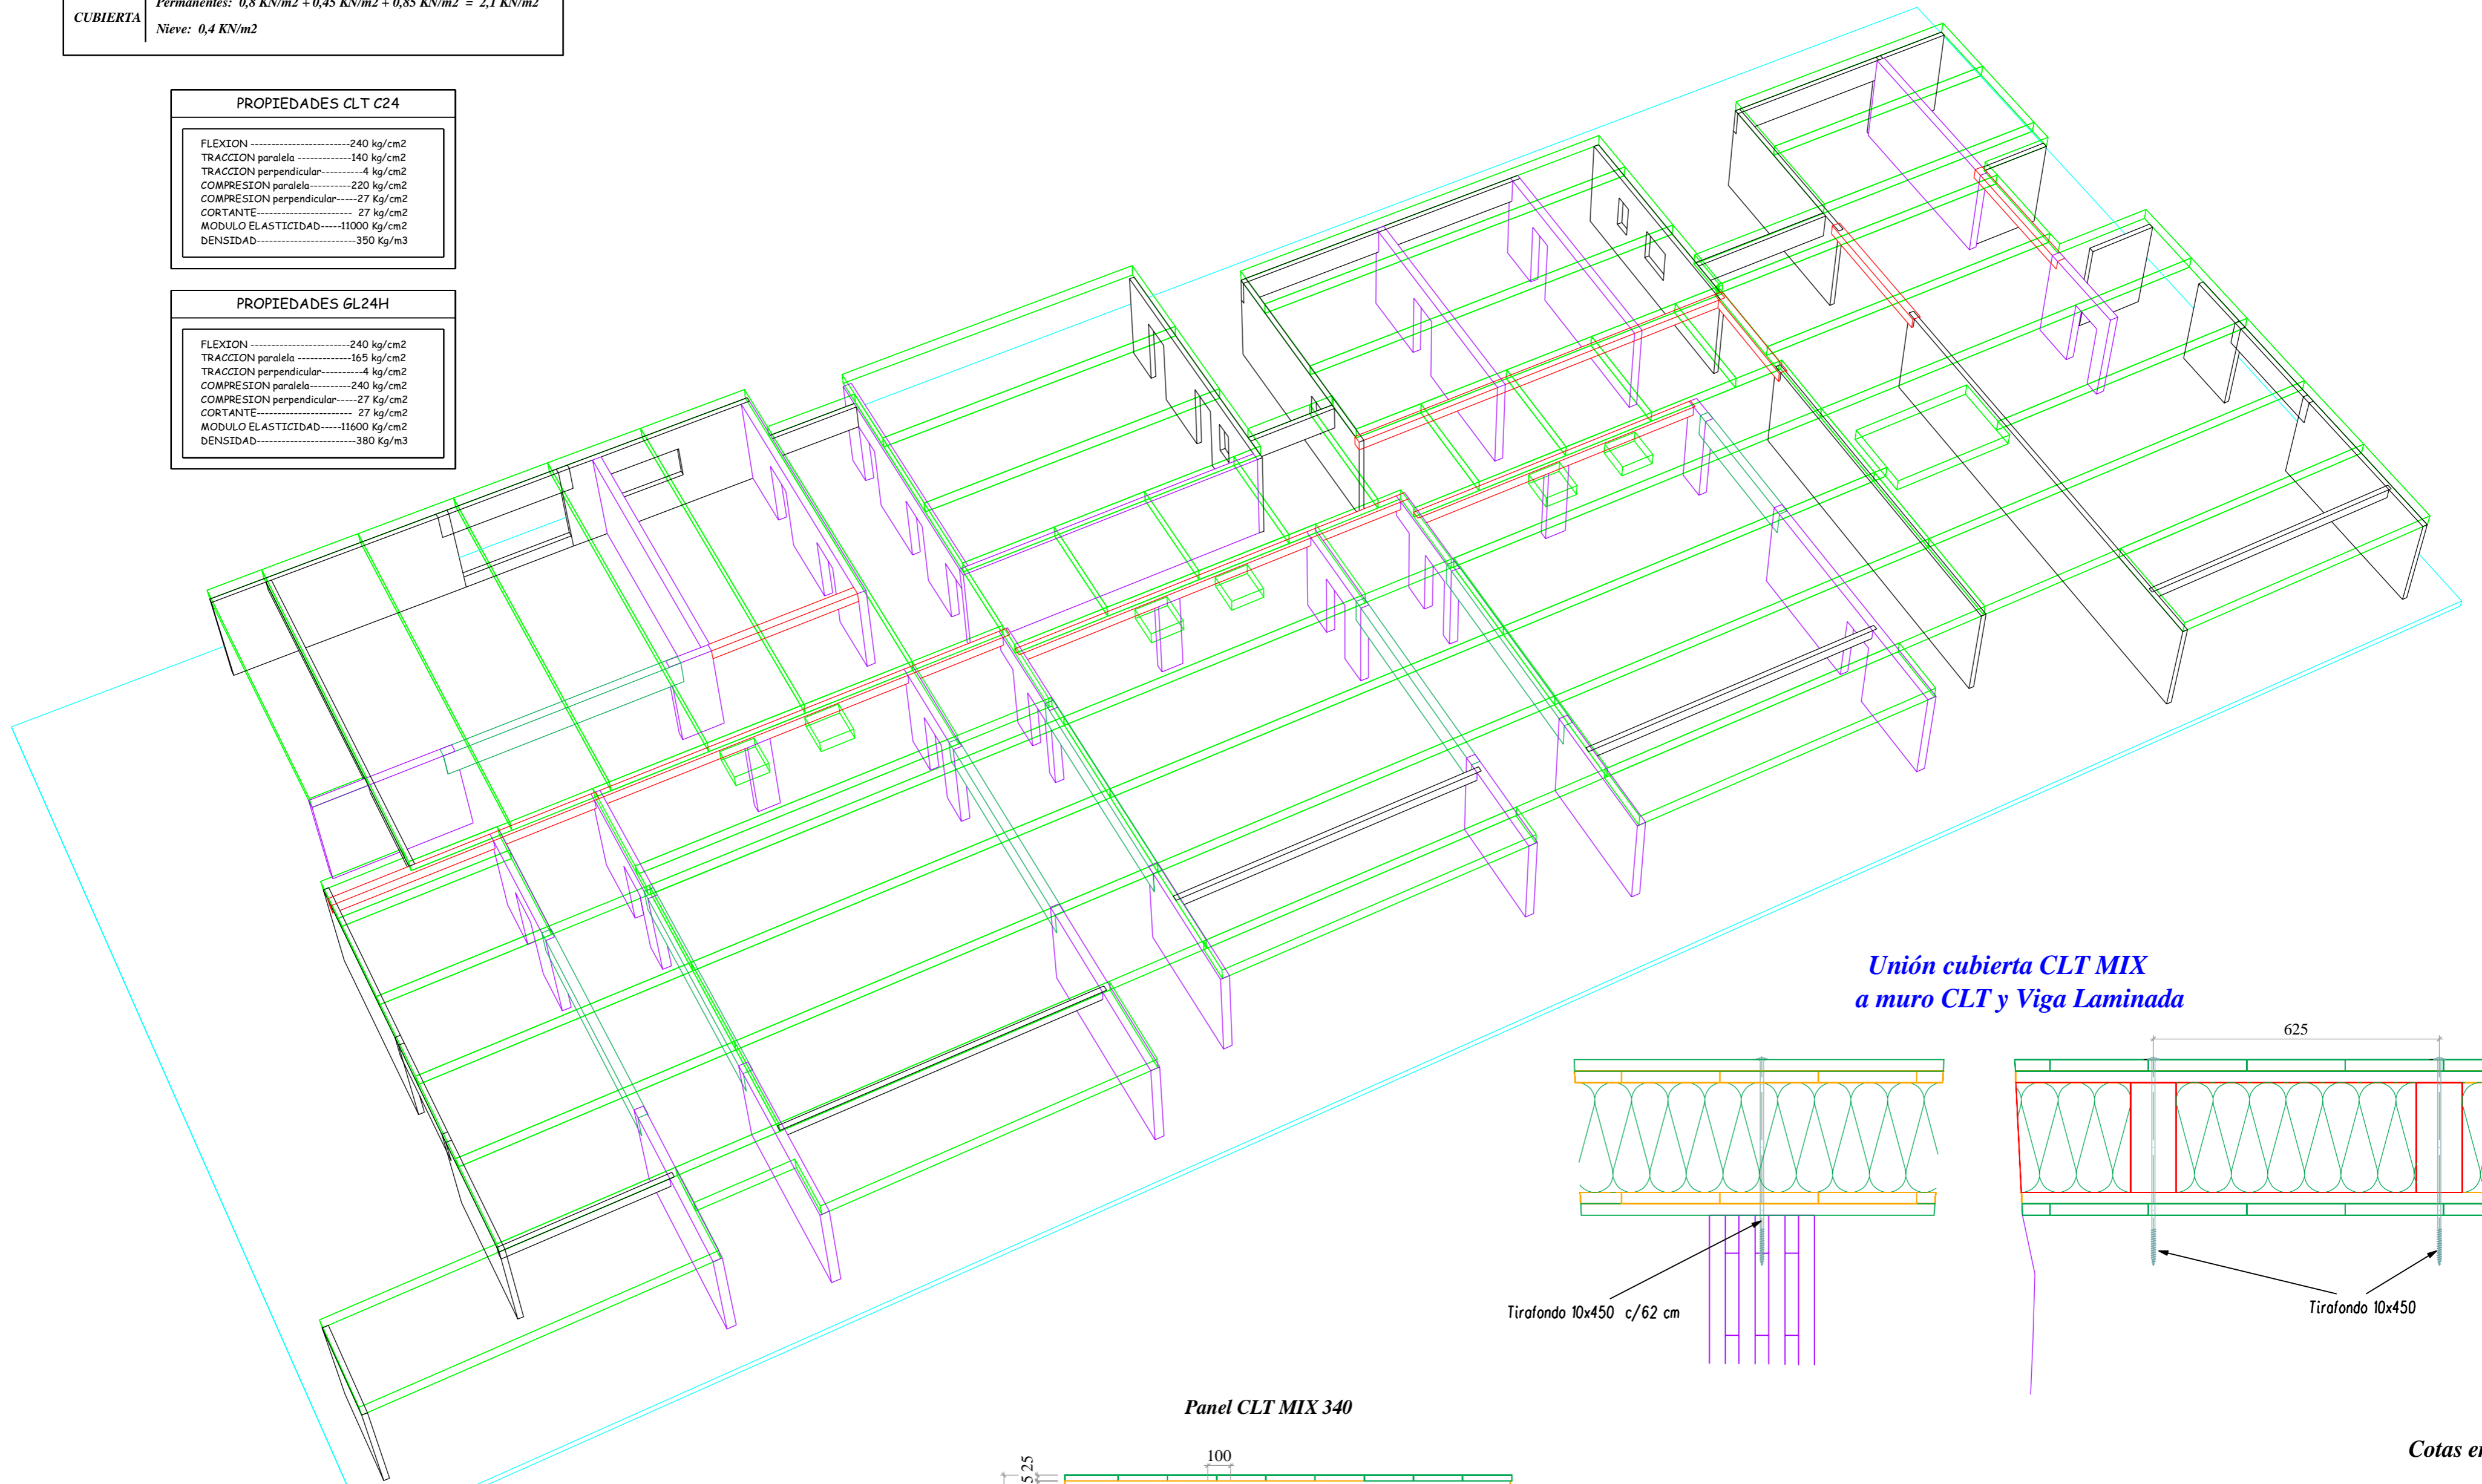 Permanentes: 0,8 KN/m2 + 0,45 KN/m2 + 0,85 KN/m2 = 2,1 KN/m2
CUBIERTA
Nieve: 0,4 KN/m2
PROPIEDADES CLT C24
FLEXION -----------------------240 kg/cm2
TRACCION paralela -------------140 kg/cm2
TRACCION perpendicular----------4 kg/cm2
COMPRESION paralela----------220 kg/cm2
COMPRESION perpendicular-----27 Kg/cm2
CORTANTE---------------------- 27 kg/cm2
MODULO ELASTICIDAD-----11000 Kg/cm2
DENSIDAD-----------------------350 Kg/m3
PROPIEDADES GL24H
FLEXION -----------------------240 kg/cm2
TRACCION paralela -------------165 kg/cm2
TRACCION perpendicular----------4 kg/cm2
COMPRESION paralela----------240 kg/cm2
COMPRESION perpendicular-----27 Kg/cm2
CORTANTE---------------------- 27 kg/cm2
MODULO ELASTICIDAD-----11600 Kg/cm2
DENSIDAD-----------------------380 Kg/m3
Unión cubierta CLT MIX
a muro CLT y Viga Laminada
625
Tirafondo 10x450 c/62 cm
Tirafondo 10x450
Panel CLT MIX 340
100
25
5
Cotas